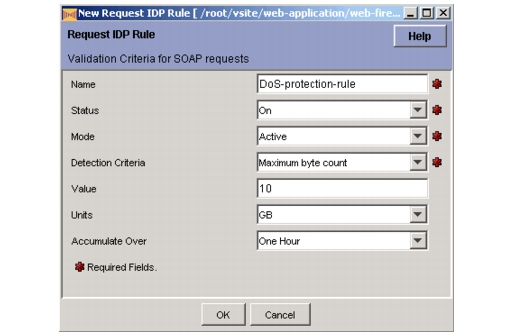 New Request IDP Rule [ /root/vsite/web-application/web-fire...
Request IDP Rule
Help
Validation Criteria for SOAP requests
Name DoS-protection-rule
Status On
Mode Active
Detection Criteria Maximum byte count
Value 10
Units GB
Accumulate Over One Hour
Required Fields.
OK Cancel